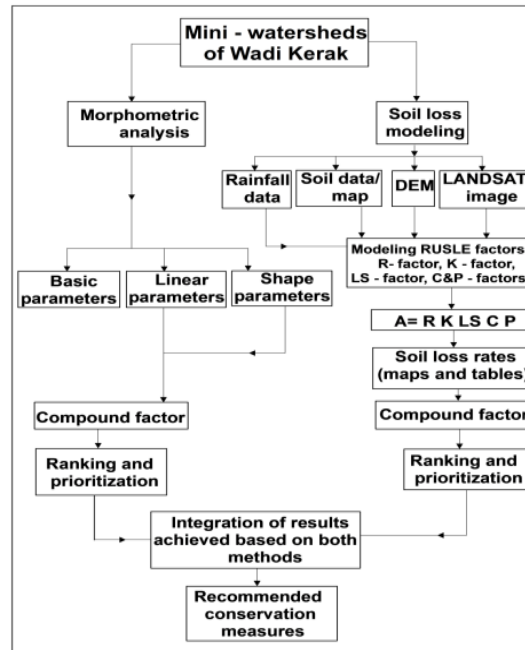 Mini - watersheds
of Wadi Kerak
Morphometric
analysis
Soil loss
modeling
Rainfall
data
Soil data/
map
DEM
LANDSAT
image
Modeling RUSLE factors
R- factor, K - factor,
LS - factor, C&P - factors
Basic
parameters
Linear
parameters
Shape
parameters
A= R K LS C P
Soil loss rates
(maps and tables)
Compound factor
Compound factor
Ranking and
prioritization
Ranking and
prioritization
Integration of results
achieved based on both
methods
Recommended
conservation
measures